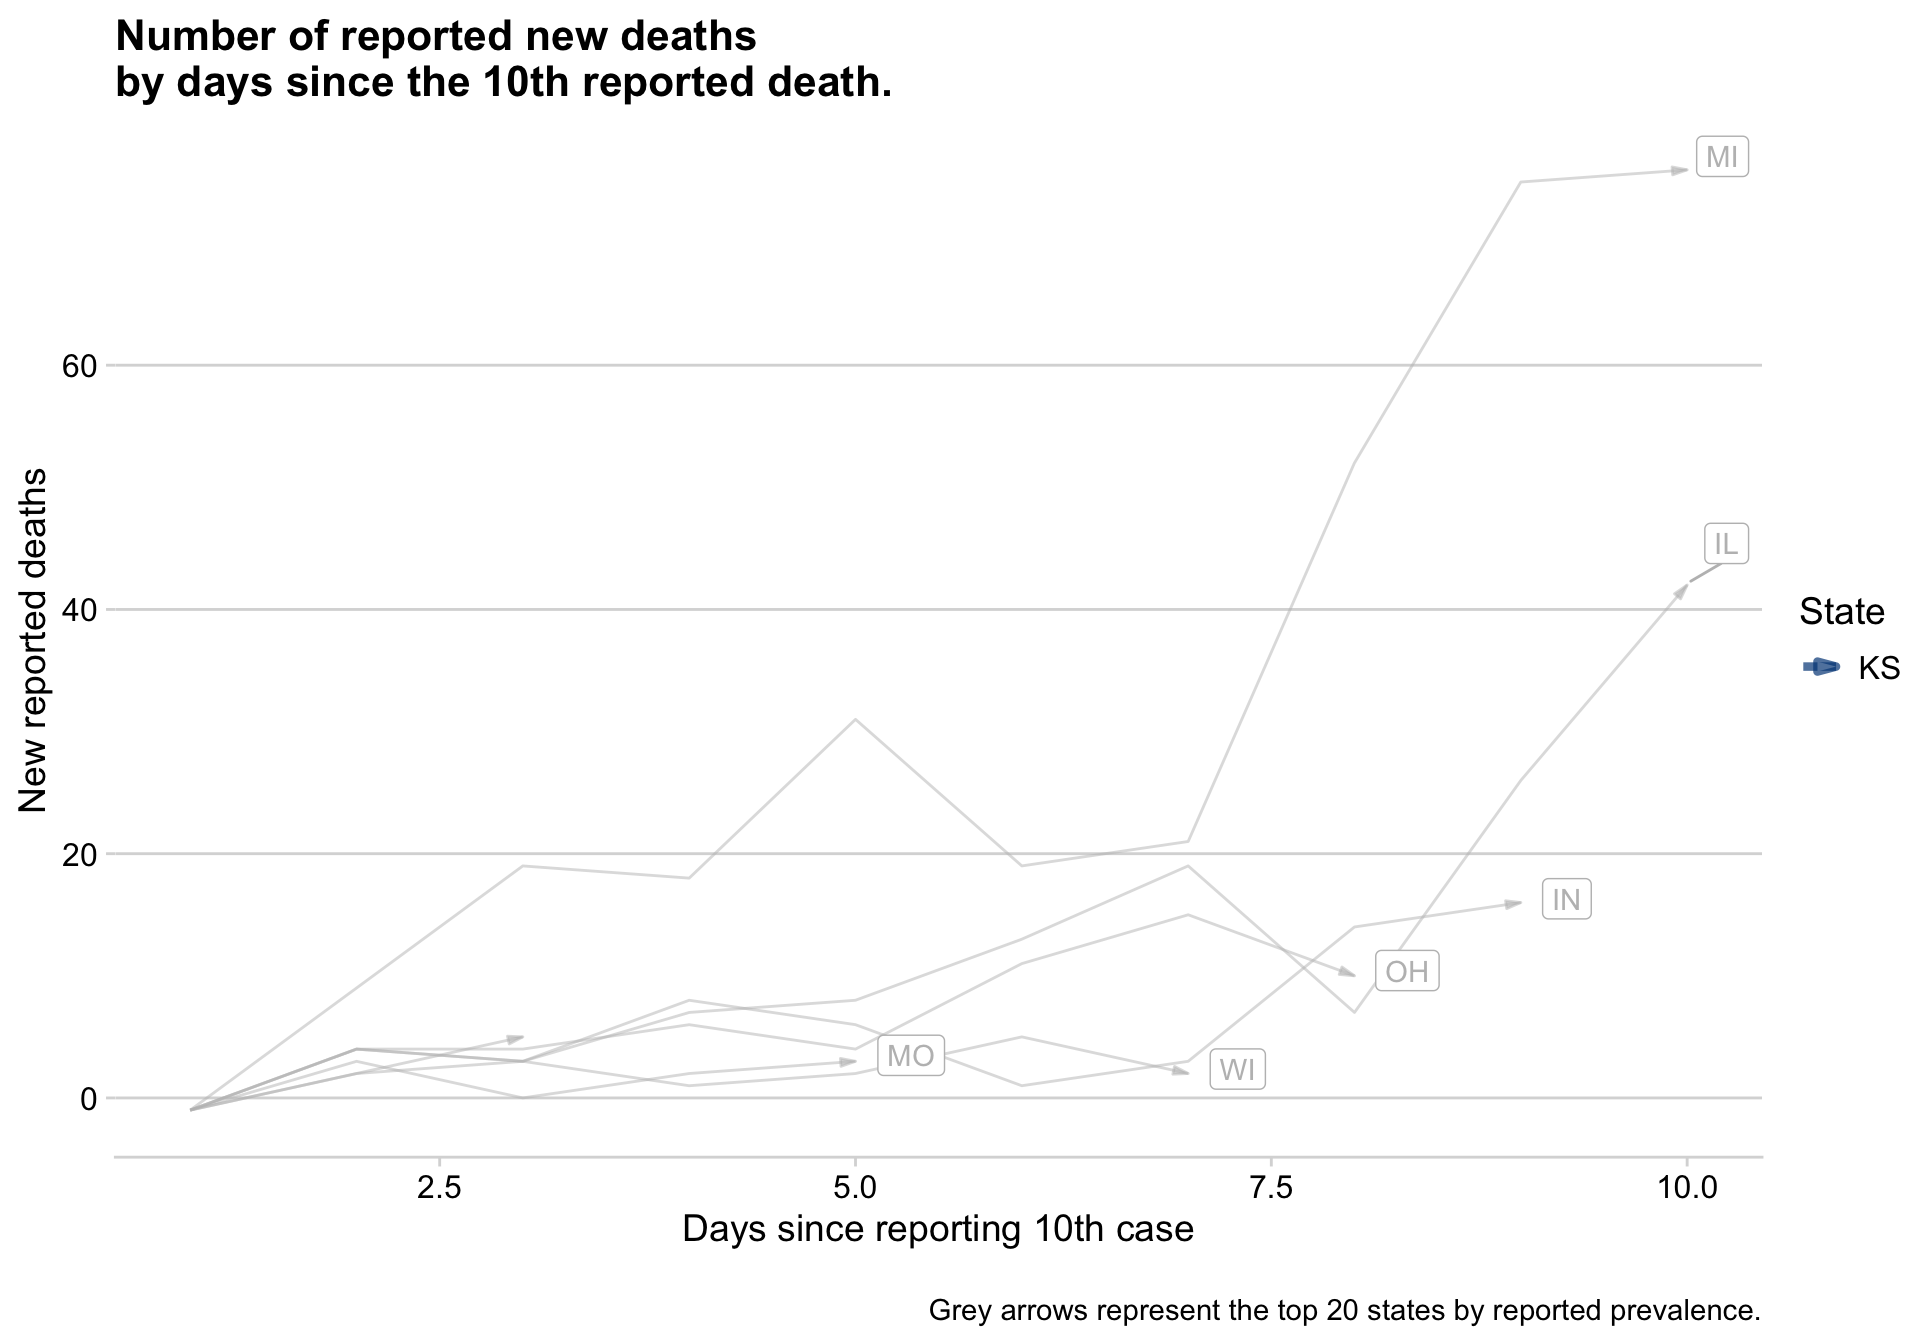 Number of reported new deaths
by days since the 10th reported death.
MI
60
IL
New reported deaths
40
State
KS
20
IN
OH
MO
WI
0
2.5 5.0 7.5 10.0
Days since reporting 10th case
Grey arrows represent the top 20 states by reported prevalence.